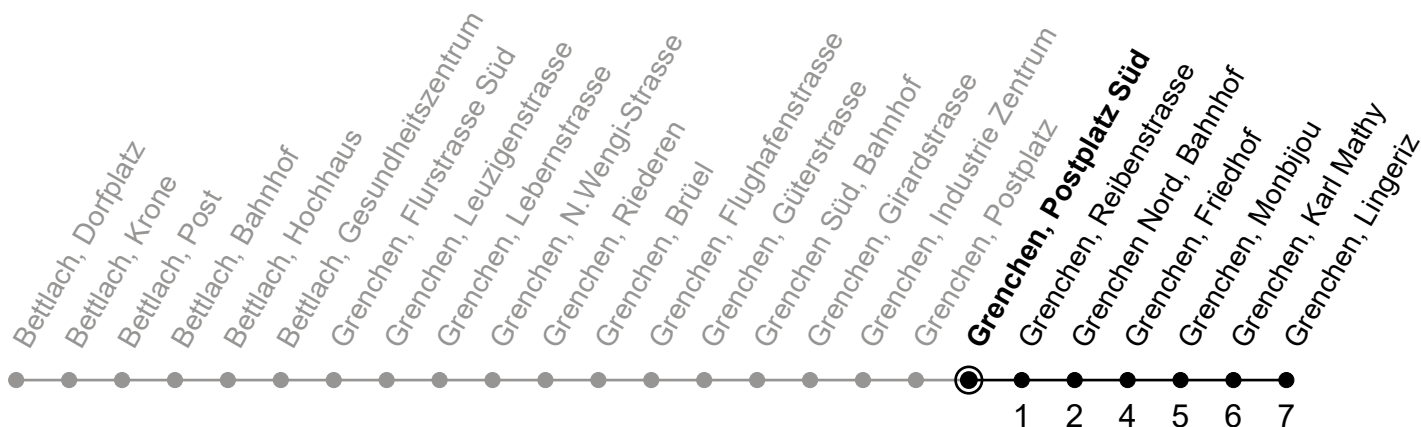 Bettlach, Dorfplatz
Bettlach, Krone
Bettlach, Post
Bettlach, Bahnhof
Bettlach, Hochhaus
Bettlach, Gesundheitszentrum
Grenchen, Flurstrasse Süd
Grenchen, Leuzigenstrasse
Grenchen, Lebernstrasse
Grenchen, N.Wengi-Strasse
Grenchen, Riederen
Grenchen, Brüel
Grenchen, Flughafenstrasse
Grenchen, Güterstrasse
Grenchen Süd, Bahnhof
Grenchen, Girardstrasse
Grenchen, Industrie Zentrum
Grenchen, Postplatz
Grenchen, Postplatz Süd
Grenchen, Reibenstrasse
Grenchen Nord, Bahnhof
Grenchen, Friedhof
Grenchen, Monbijou
Grenchen, Karl Mathy
Grenchen, Lingeriz
1 2 4 5 6 7